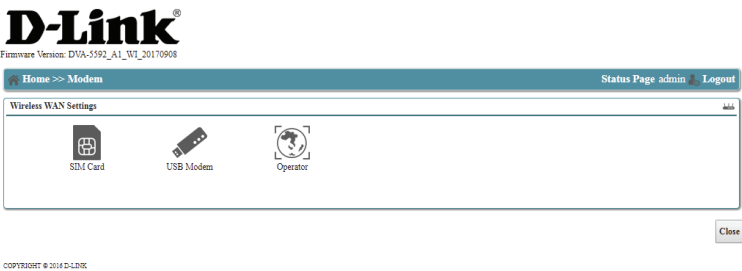 D-Link®
Firmware Version: DVA-5592_A1_WI_20170908
Home >> Modem Status Page admin Logout
Wireless WAN Settings
SIM Card USB Modem Operator
Close
COPYRIGHT © 2016 D-LINK